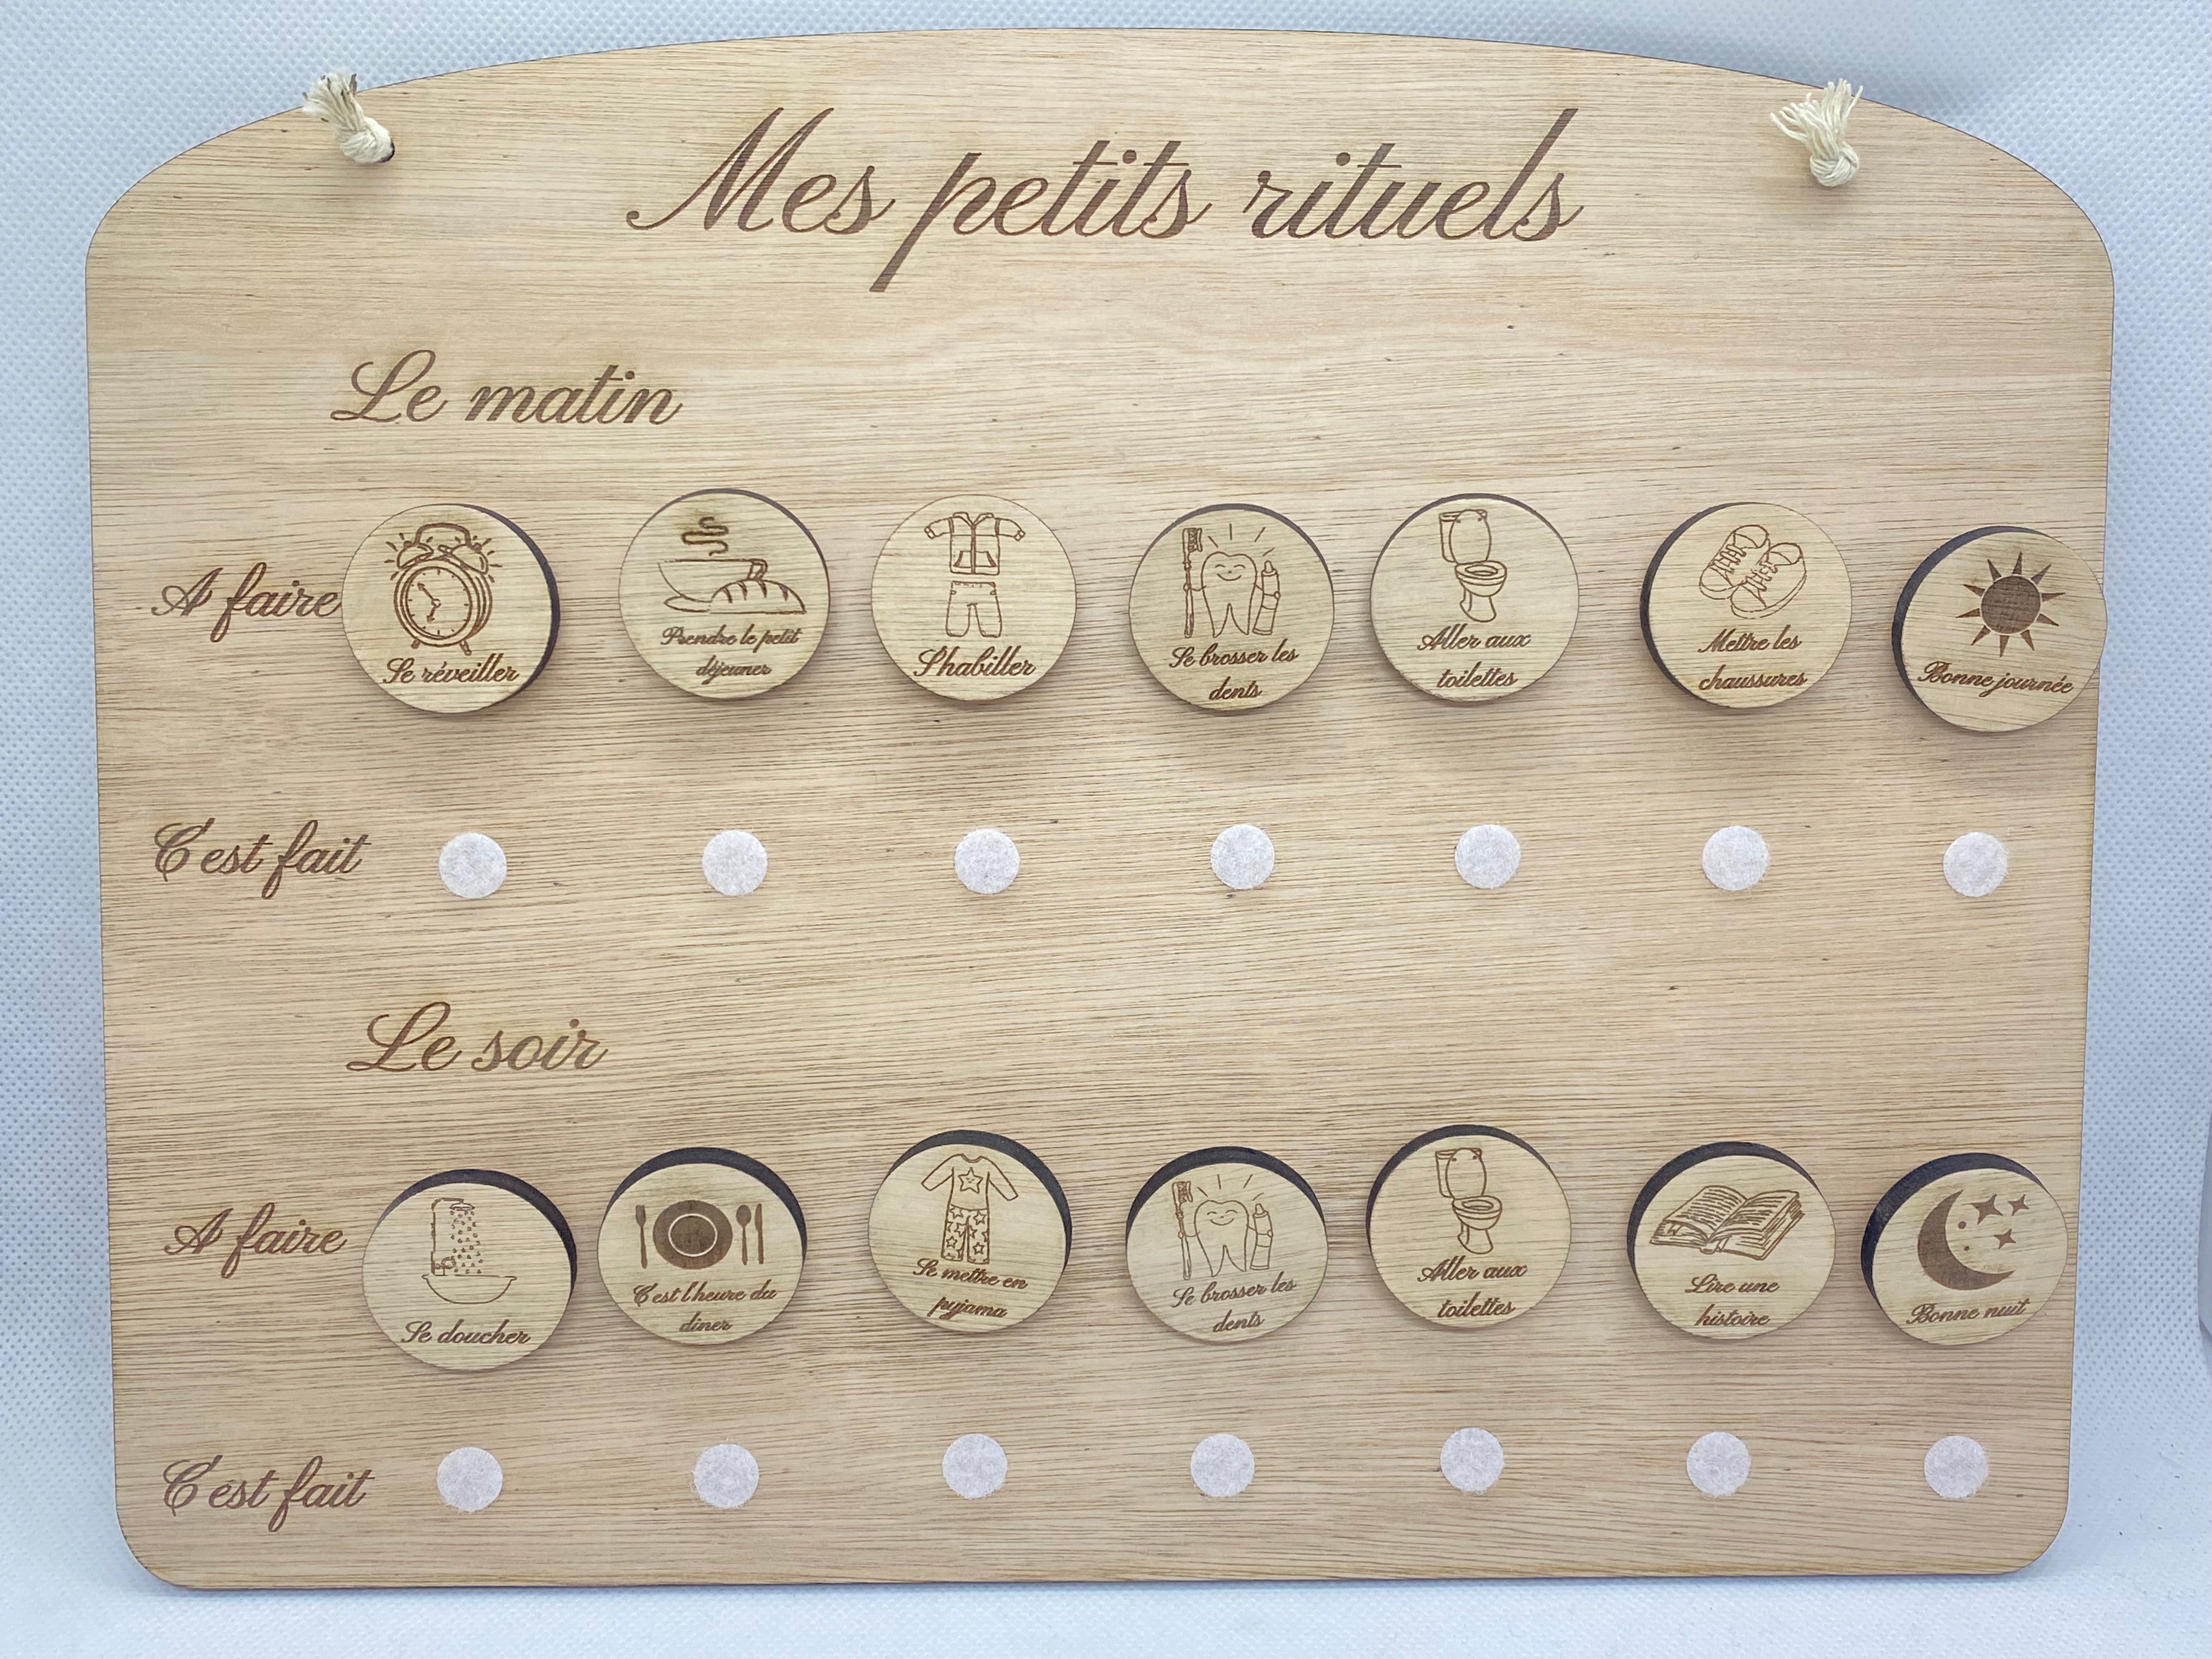 Mes petits rituels
Le matin
A faire
Se réveiller
Prendre le petit
déjeuner
S'habiller
Se brosser les
dents
Aller aux
toilettes
Mettre les
chaussures
Bonne journée
C'est fait
Le soir
A faire
Se doucher
C'est l'heure du
diner
Se mettre en
pyjama
Se brosser les
dents
Aller aux
toilettes
Lire une
histoire
Bonne nuit
C'est fait